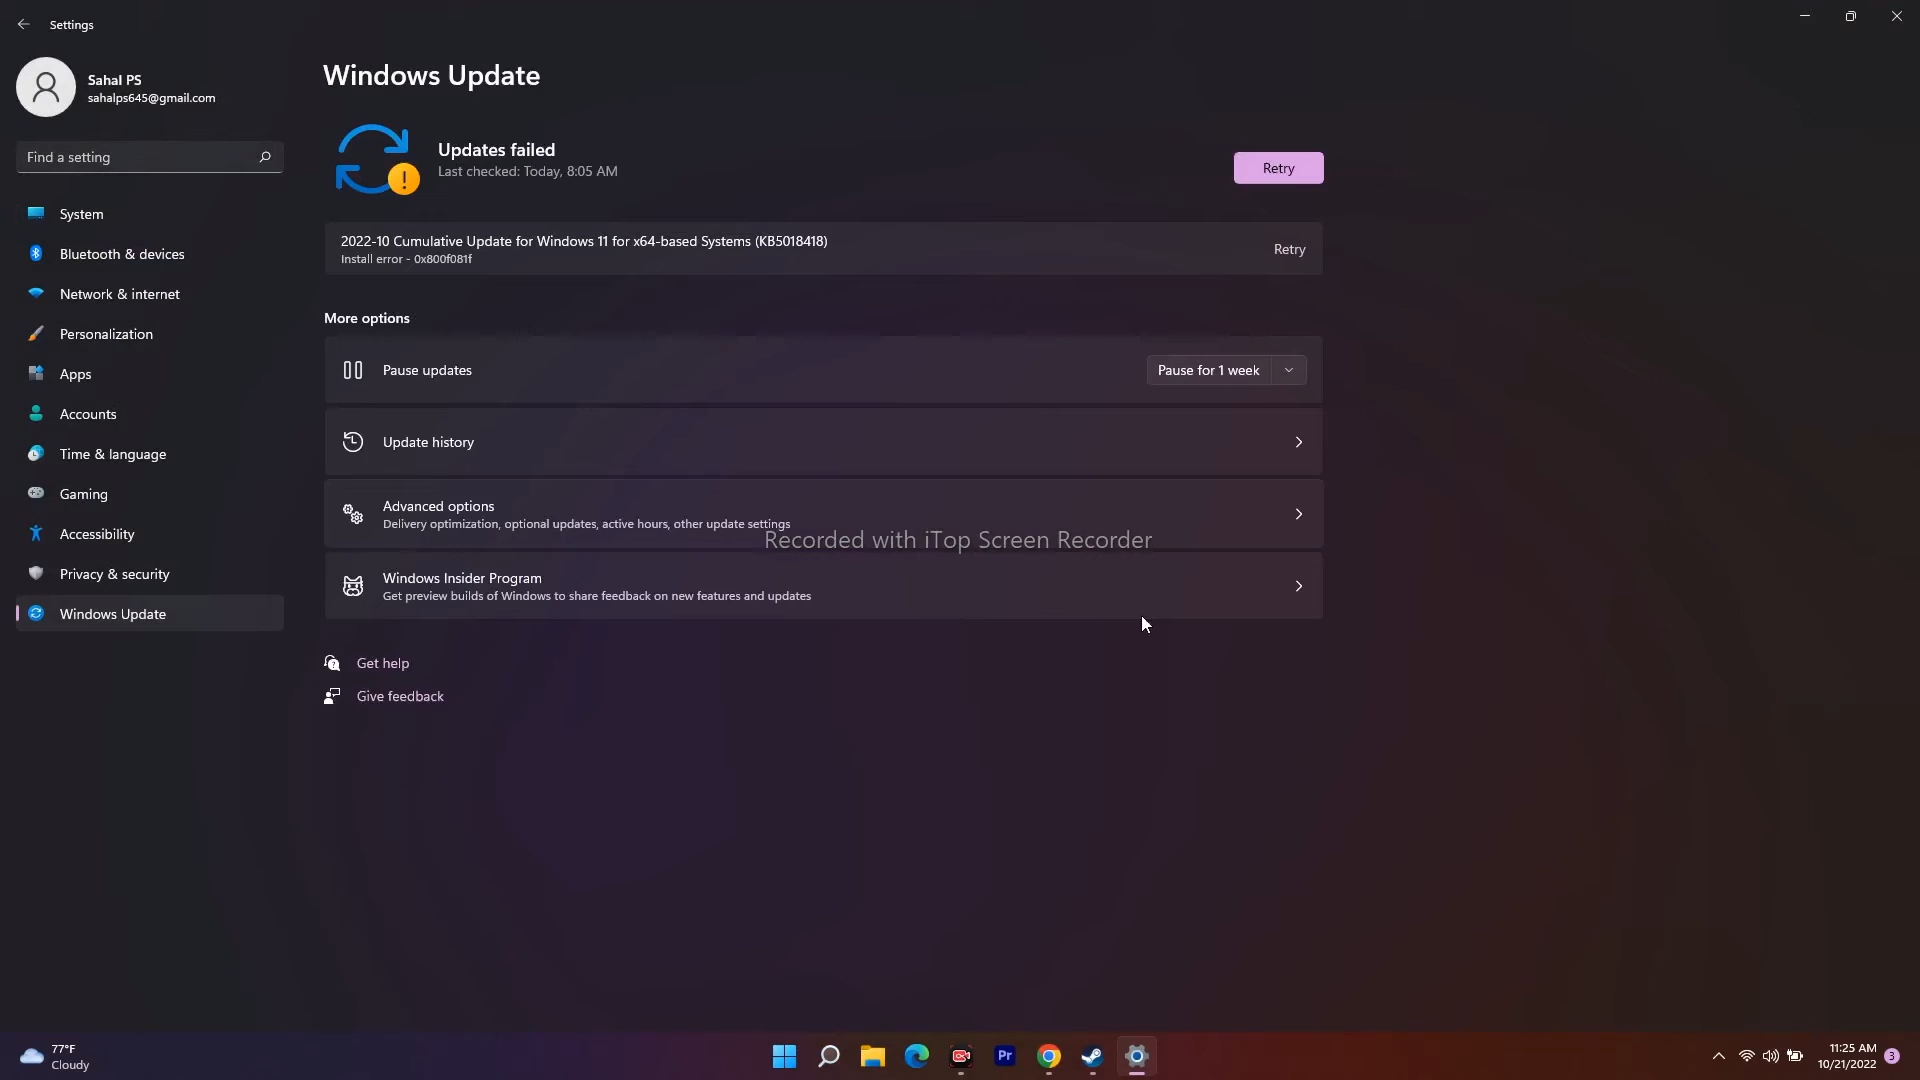 Settings
Sahal PS
sahalps645@gmail.com
Find a setting
System
Bluetooth & devices
Network & internet
Personalization
Apps
Accounts
Time & language
Gaming
Accessibility
Privacy & security
Windows Update
Windows Update
Updates failed
Last checked: Today, 8:05 AM
Retry
2022-10 Cumulative Update for Windows 11 for x64-based Systems (KB5018418)
Install error - 0x800f081f
Retry
More options
Pause updates
Pause for 1 week
Update history
Advanced options
Delivery optimization, optional updates, active hours, other update settings
Recorded with iTop Screen Recorder
Windows Insider Program
Get preview builds of Windows to share feedback on new features and updates
Get help
Give feedback
77°F
Cloudy
Pr
11:25 AM
10/21/2022
3